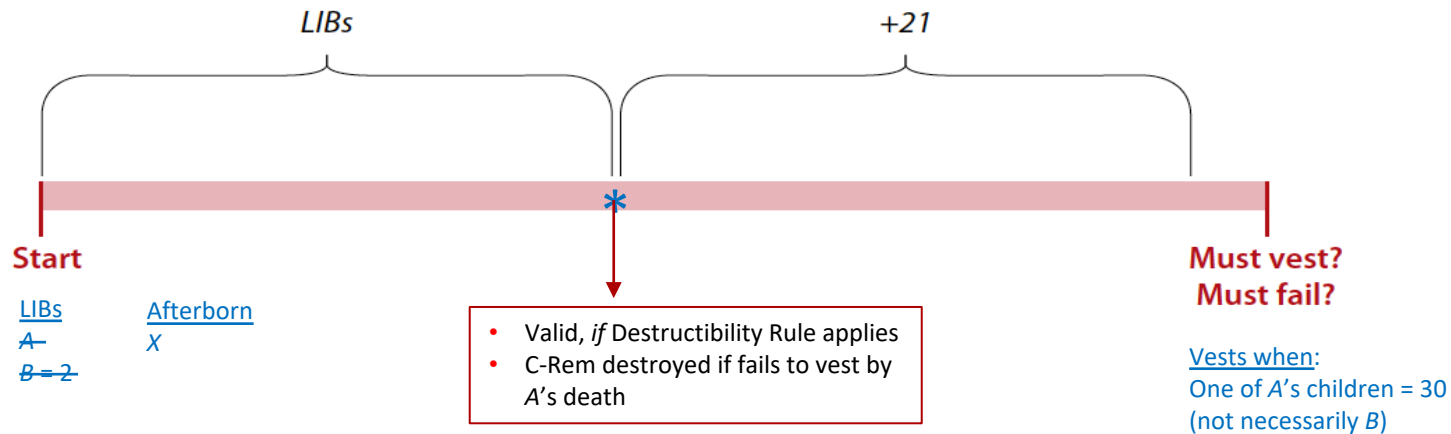 LIBs
+21
*
Start
Must vest?
Must fail?
LIBs
A
B = 2
Afterborn
X
• Valid, if Destructibility Rule applies
• C-Rem destroyed if fails to vest by
A's death
Vests when:
One of A's children = 30
(not necessarily B)